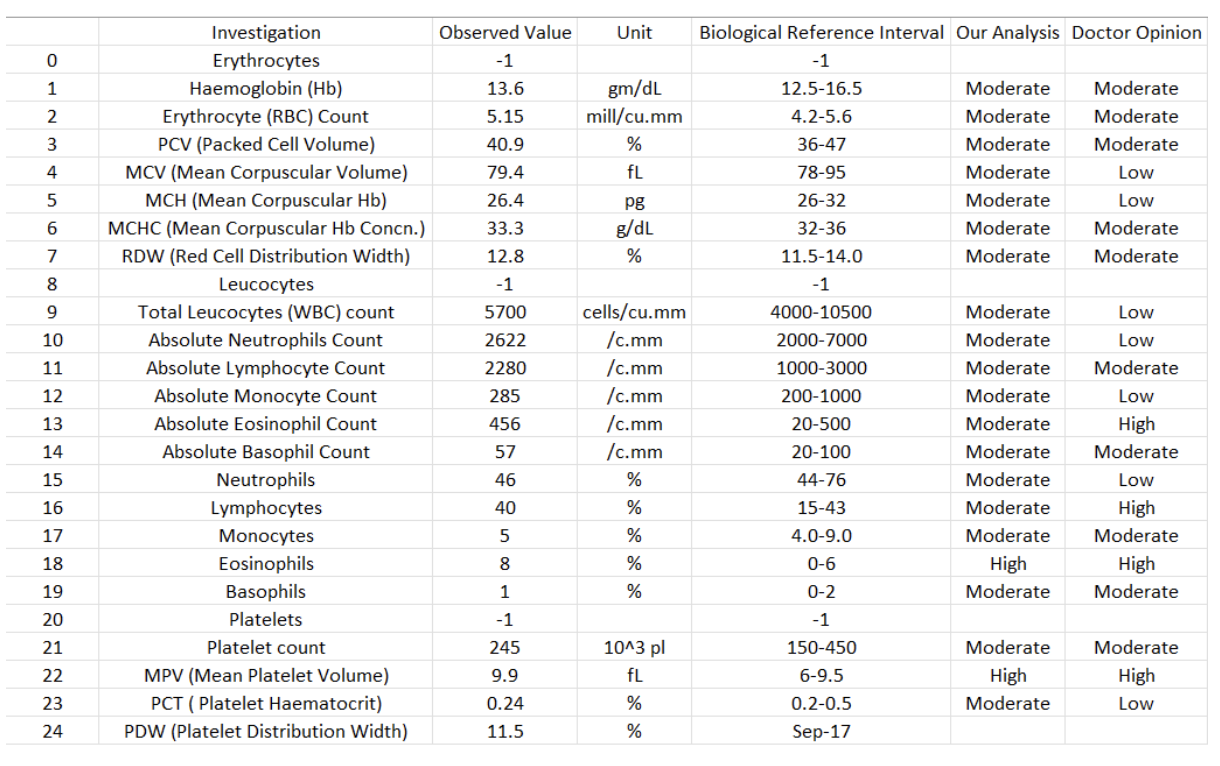 Investigation Observed Value Unit Biological Reference Interval Our Analysis Doctor Opinion
0 Erythrocytes -1 -1
1 Haemoglobin (Hb) 13.6 gm/dL 12.5-16.5 Moderate Moderate
2 Erythrocyte (RBC) Count 5.15 mill/cu.mm 4.2-5.6 Moderate Moderate
3 PCV (Packed Cell Volume) 40.9 % 36-47 Moderate Moderate
4 MCV (Mean Corpuscular Volume) 79.4 fL 78-95 Moderate Low
5 MCH (Mean Corpuscular Hb) 26.4 pg 26-32 Moderate Low
6 MCHC (Mean Corpuscular Hb Concn.) 33.3 g/dL 32-36 Moderate Moderate
7 RDW (Red Cell Distribution Width) 12.8 % 11.5-14.0 Moderate Moderate
8 Leucocytes -1 -1
9 Total Leucocytes (WBC) count 5700 cells/cu.mm 4000-10500 Moderate Low
10 Absolute Neutrophils Count 2622 /c.mm 2000-7000 Moderate Low
11 Absolute Lymphocyte Count 2280 /c.mm 1000-3000 Moderate Moderate
12 Absolute Monocyte Count 285 /c.mm 200-1000 Moderate Low
13 Absolute Eosinophil Count 456 /c.mm 20-500 Moderate High
14 Absolute Basophil Count 57 /c.mm 20-100 Moderate Moderate
15 Neutrophils 46 % 44-76 Moderate Low
16 Lymphocytes 40 % 15-43 Moderate High
17 Monocytes 5 % 4.0-9.0 Moderate Moderate
18 Eosinophils 8 % 0-6 High High
19 Basophils 1 % 0-2 Moderate Moderate
20 Platelets -1 -1
21 Platelet count 245 10^3 pl 150-450 Moderate Moderate
22 MPV (Mean Platelet Volume) 9.9 fL 6-9.5 High High
23 PCT ( Platelet Haematocrit) 0.24 % 0.2-0.5 Moderate Low
24 PDW (Platelet Distribution Width) 11.5 % Sep-17